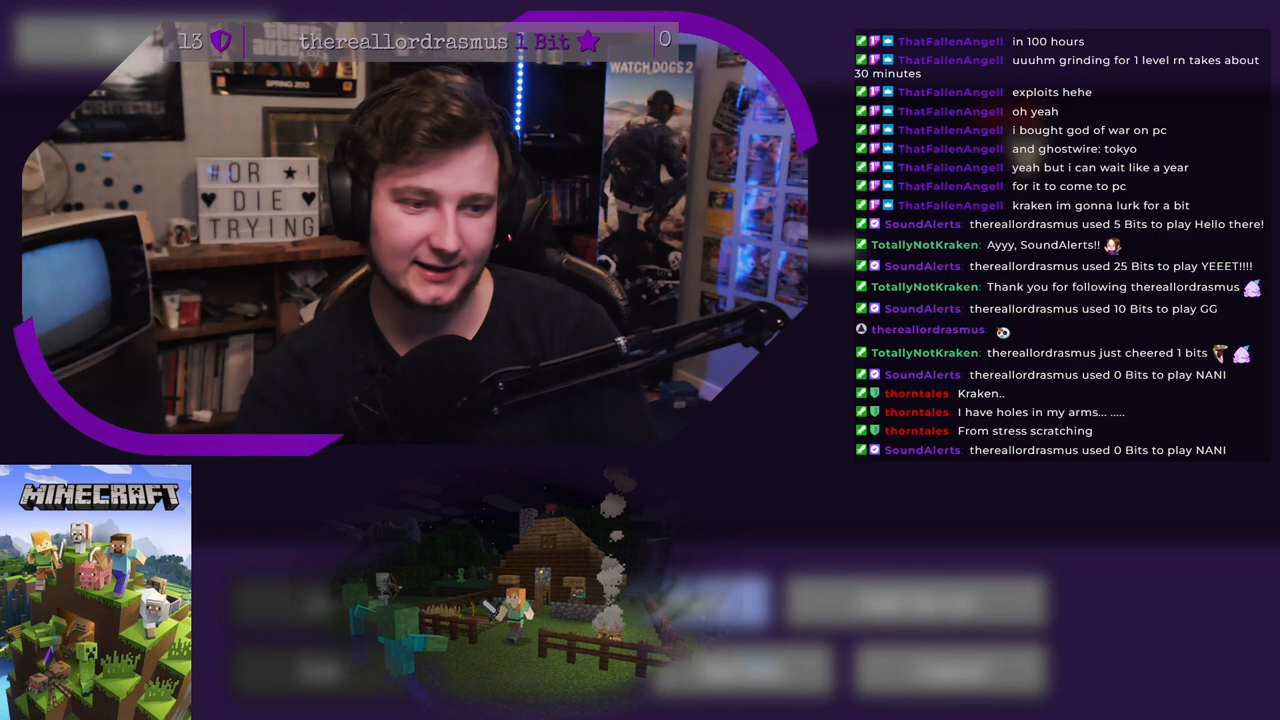 13
thereallordrasmus 1 Bit
0
SPRING 2013
WATCH DOGS 2
#OR ★!
♥ DIE ♥
TRYING
MINECRAFT
ThatFallenAngell: in 100 hours
ThatFallenAngell: uuuhm grinding for 1 level rn takes about
30 minutes
ThatFallenAngell: exploits hehe
ThatFallenAngell: oh yeah
ThatFallenAngell: i bought god of war on pc
ThatFallenAngell: and ghostwire: tokyo
ThatFallenAngell: yeah but i can wait like a year
ThatFallenAngell: for it to come to pc
ThatFallenAngell: kraken im gonna lurk for a bit
SoundAlerts: thereallordrasmus used 5 Bits to play Hello there!
TotallyNotKraken: Ayyy, SoundAlerts!!
SoundAlerts: thereallordrasmus used 25 Bits to play YEEET!!!!
TotallyNotKraken: Thank you for following thereallordrasmus
SoundAlerts: thereallordrasmus used 10 Bits to play GG
thereallordrasmus:
TotallyNotKraken: thereallordrasmus just cheered 1 bits
SoundAlerts: thereallordrasmus used 0 Bits to play NANI
thorntales: Kraken..
thorntales: I have holes in my arms... .....
thorntales: From stress scratching
SoundAlerts: thereallordrasmus used 0 Bits to play NANI